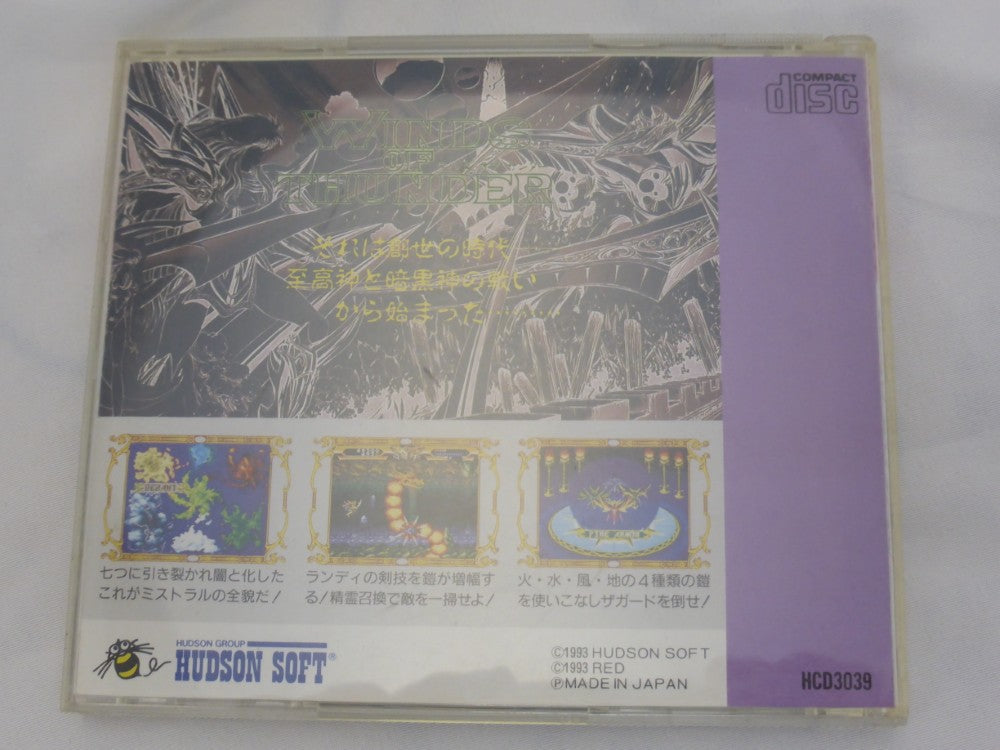 COMPACT
disc
WINDS
OF
THUNDER
それは創世の時代
至高神と暗黒神の戦い
から始まった………
七つに引き裂かれ闇と化した
これがミストラルの全貌だ!
ランディの剣技を鎧が増幅す
る!精霊召喚で敵を一掃せよ!
火・水・風・地の4種類の鎧
を使いこなしザガードを倒せ!
HUDSON GROUP
HUDSON SOFT®
©1993 HUDSON SOFT
©1993 RED
ⓅMADE IN JAPAN
HCD3039